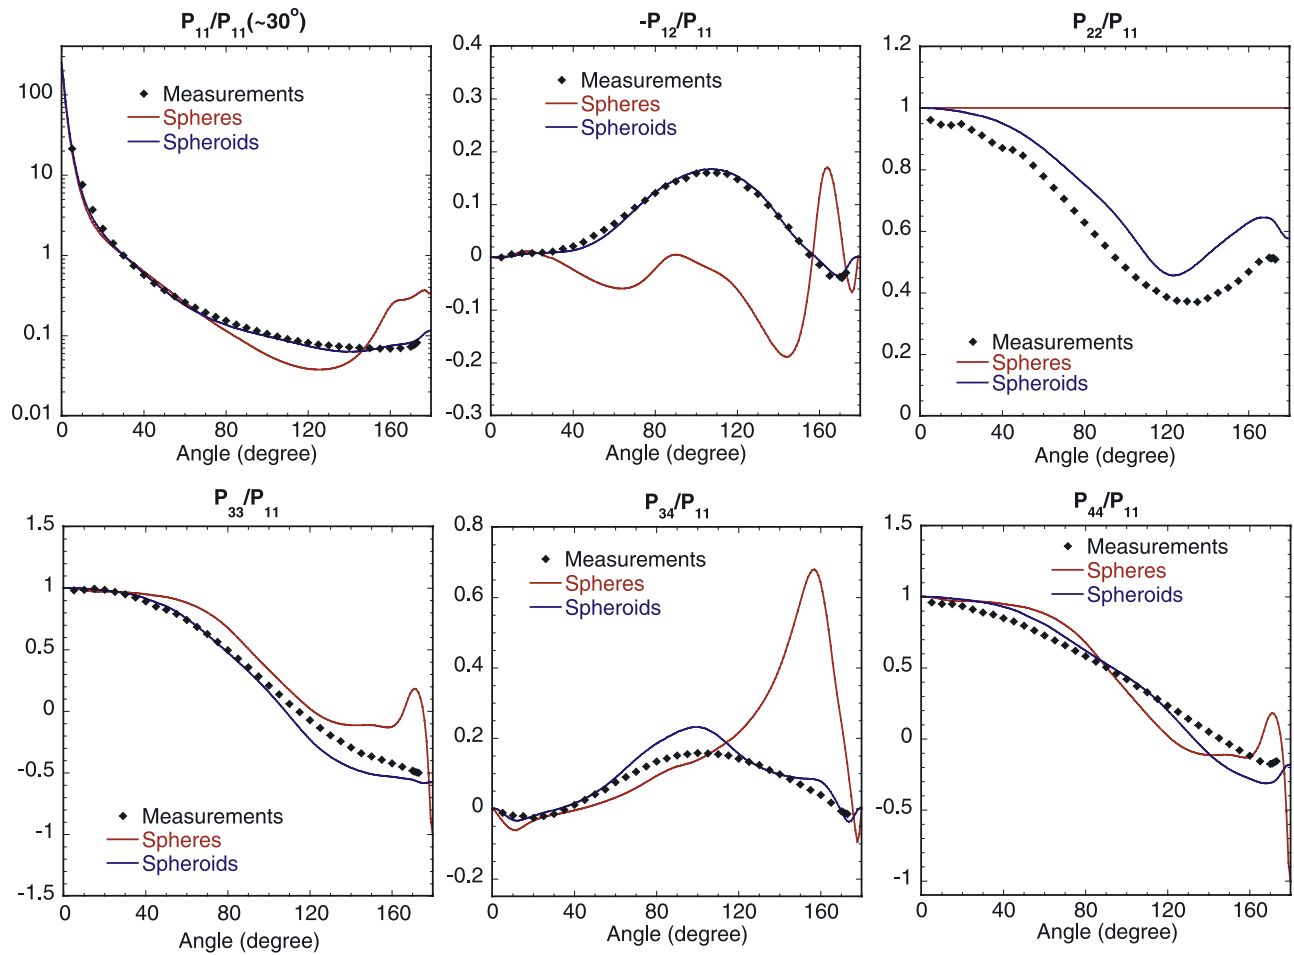 P11/P11(~30o)
100
10
1
0.1
0.01
Measurements
Spheres
Spheroids
0 40 80 120 160
Angle (degree)
-P12/P11
0.4
0.3
0.2
0.1
0
-0.1
-0.2
-0.3
Measurements
Spheres
Spheroids
0 40 80 120 160
Angle (degree)
P22/P11
1.2
1
0.8
0.6
0.4
0.2
0
Measurements
Spheres
Spheroids
0 40 80 120 160
Angle (degree)
P33/P11
1.5
1
0.5
0
-0.5
-1
-1.5
Measurements
Spheres
Spheroids
0 40 80 120 160
Angle (degree)
P34/P11
0.8
0.6
0.4
0.2
0
-0.2
Measurements
Spheres
Spheroids
0 40 80 120 160
Angle (degree)
P44/P11
1.5
1
0.5
0
-0.5
-1
Measurements
Spheres
Spheroids
0 40 80 120 160
Angle (degree)